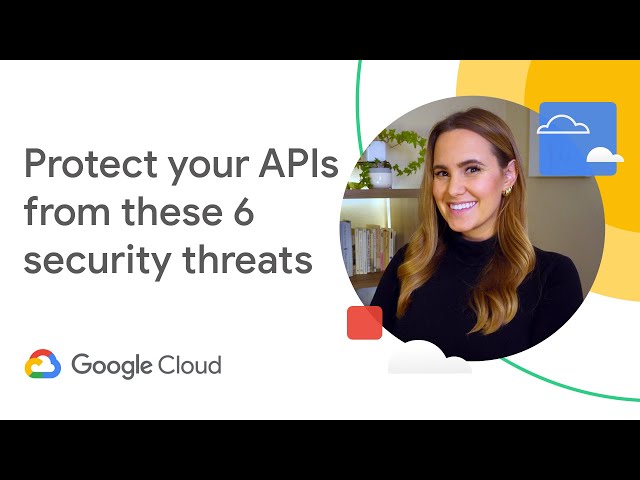 Protect your APIs
from these 6
security threats
Google Cloud